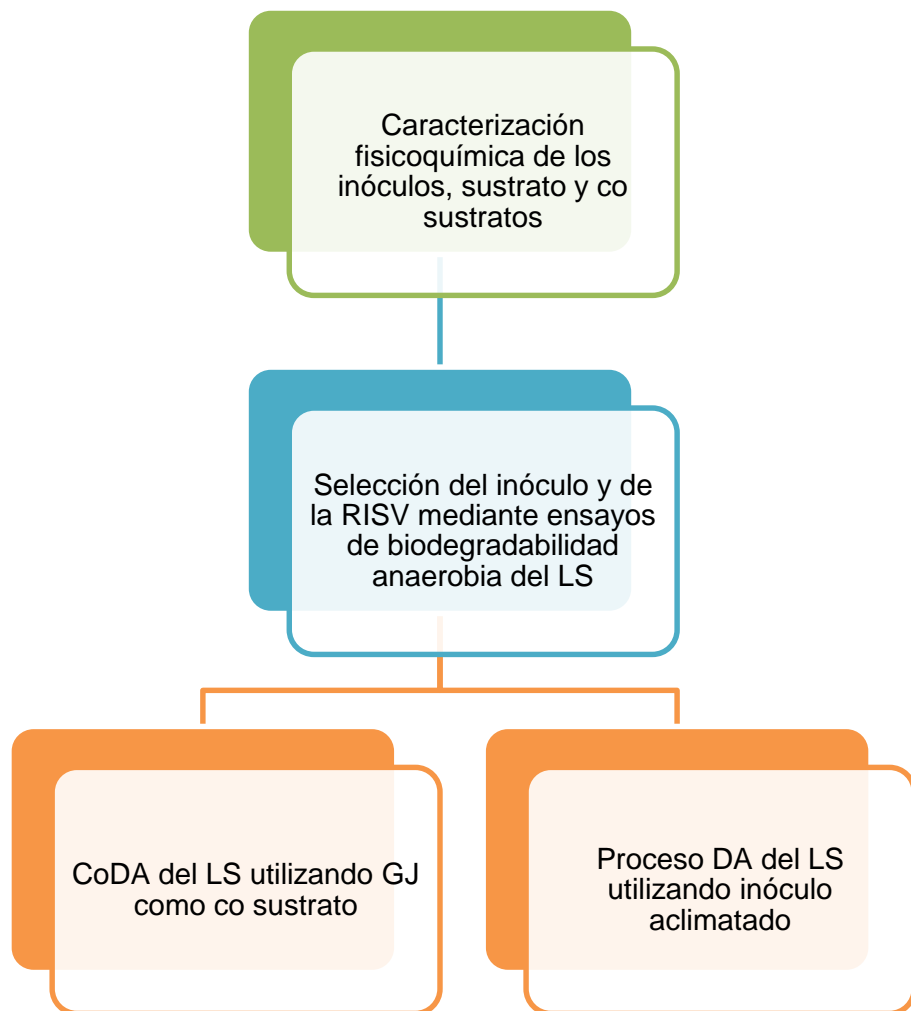 Caracterización
fisicoquímica de los
inóculos, sustrato y co
sustratos
Selección del inóculo y de
la RISV mediante ensayos
de biodegradabilidad
anaerobia del LS
CoDA del LS utilizando GJ
como co sustrato
Proceso DA del LS
utilizando inóculo
aclimatado